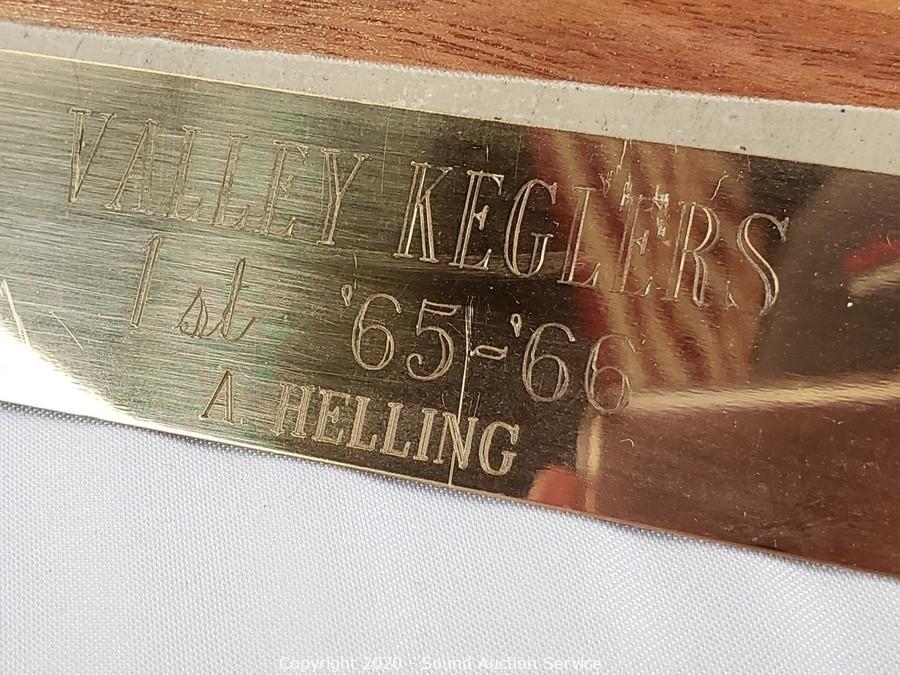 VALLEY KEGLERS
1st '65-'66
A. HELLING
Copyright 2020 - Sound Auction Service